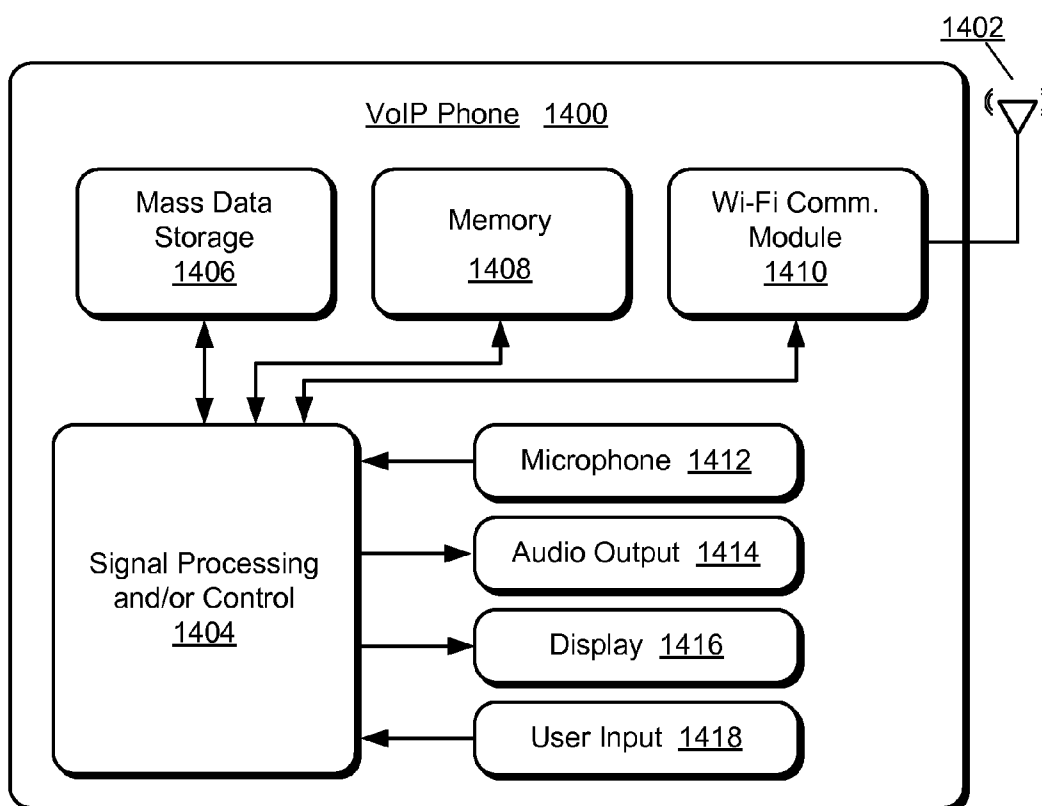 1402
VoIP Phone 1400
Mass Data
Storage
1406
Memory
1408
Wi-Fi Comm.
Module
1410
Signal Processing
and/or Control
1404
Microphone 1412
Audio Output 1414
Display 1416
User Input 1418